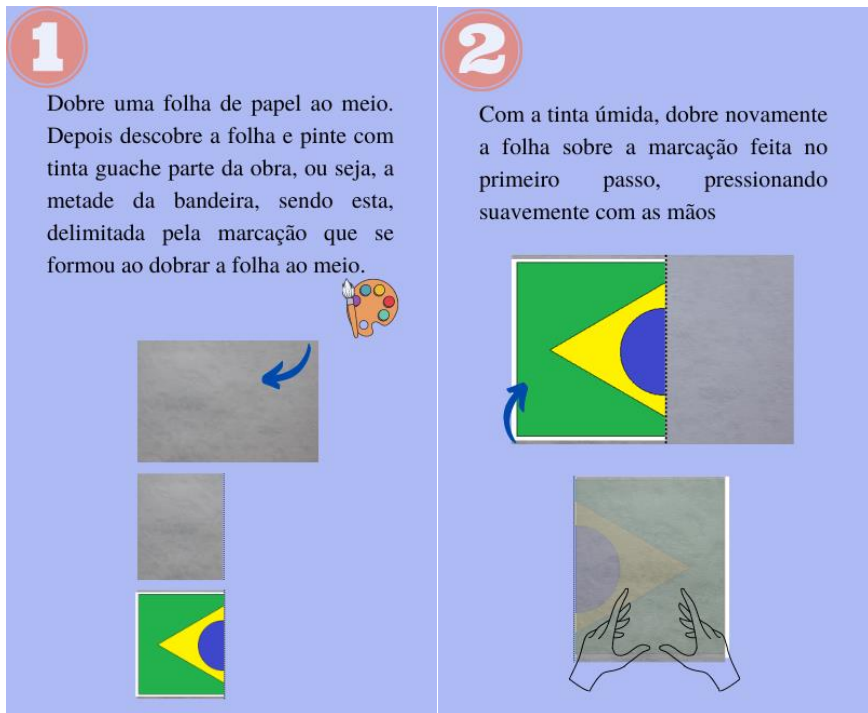 1
Dobre uma folha de papel ao meio.
Depois descobre a folha e pinte com
tinta guache parte da obra, ou seja, a
metade da bandeira, sendo esta,
delimitada pela marcação que se
formou ao dobrar a folha ao meio.
2
Com a tinta úmida, dobre novamente
a folha sobre a marcação feita no
primeiro passo, pressionando
suavemente com as mãos